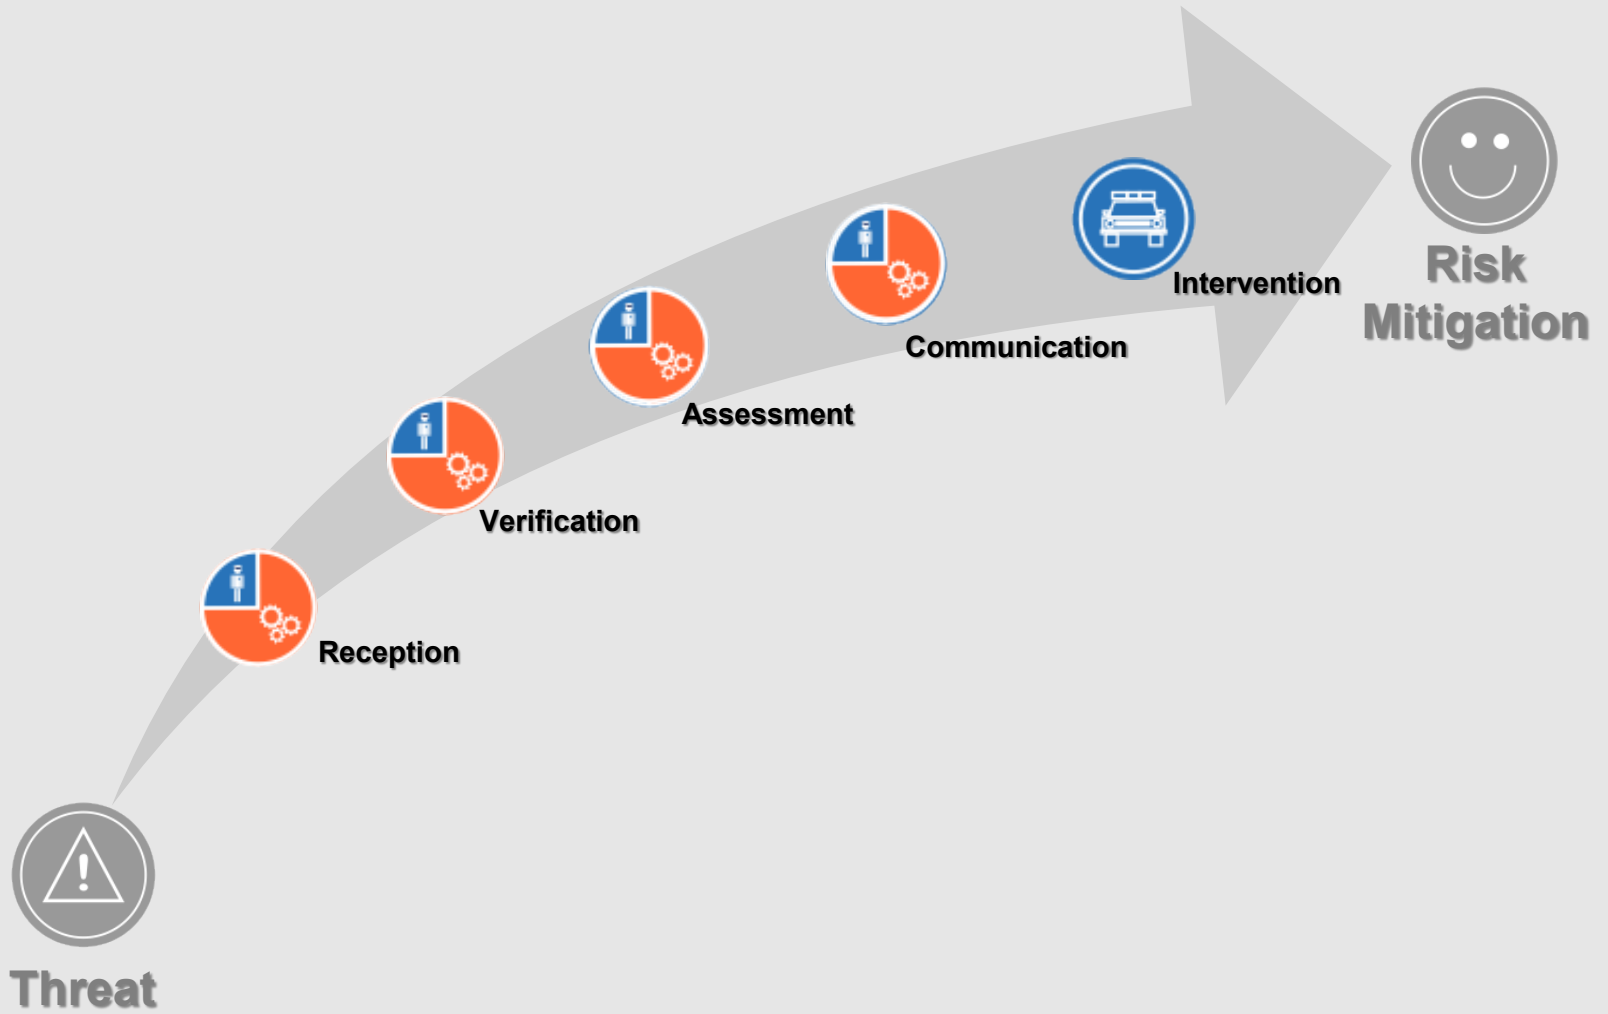 Risk
Mitigation
Intervention
Communication
Assessment
Verification
Reception
Threat